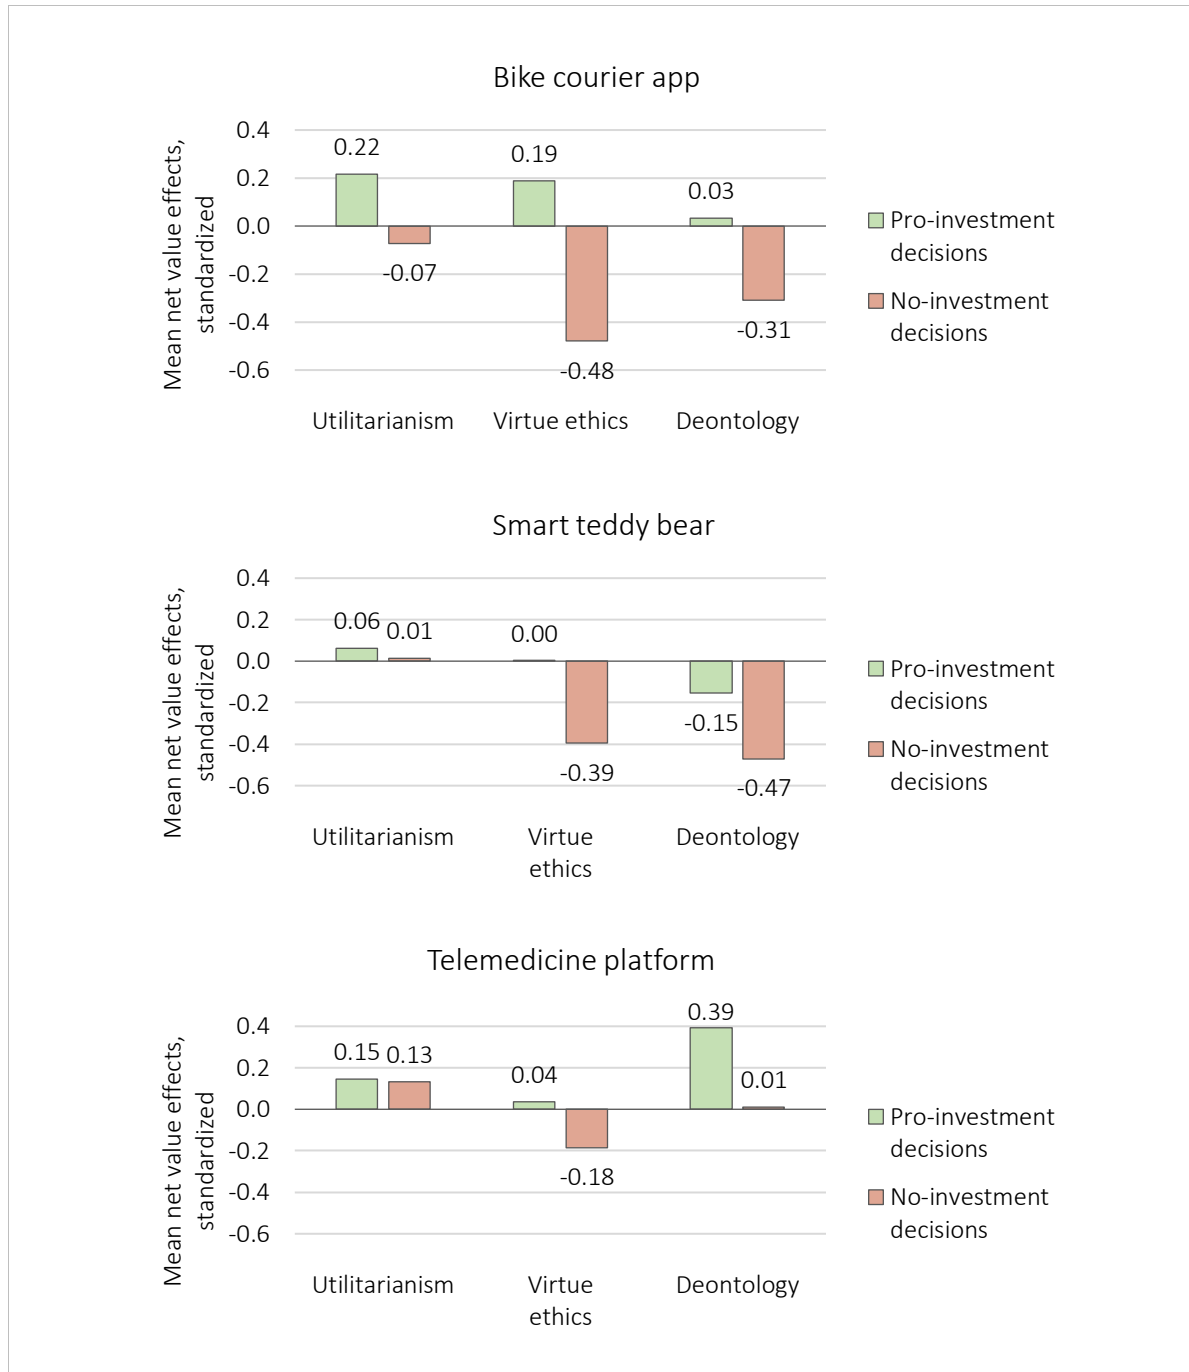 Bike courier app
Mean net value effects,
standardized
0.4
0.2
0.0
-0.2
-0.4
-0.6
0.22
-0.07
0.19
-0.48
0.03
-0.31
Utilitarianism
Virtue ethics
Deontology
Pro-investment
decisions
No-investment
decisions
Smart teddy bear
Mean net value effects,
standardized
0.4
0.2
0.0
-0.2
-0.4
-0.6
0.06
0.01
0.00
-0.39
-0.15
-0.47
Utilitarianism
Virtue
ethics
Deontology
Pro-investment
decisions
No-investment
decisions
Telemedicine platform
Mean net value effects,
standardized
0.4
0.2
0.0
-0.2
-0.4
-0.6
0.15
0.13
0.04
-0.18
0.39
0.01
Utilitarianism
Virtue
ethics
Deontology
Pro-investment
decisions
No-investment
decisions